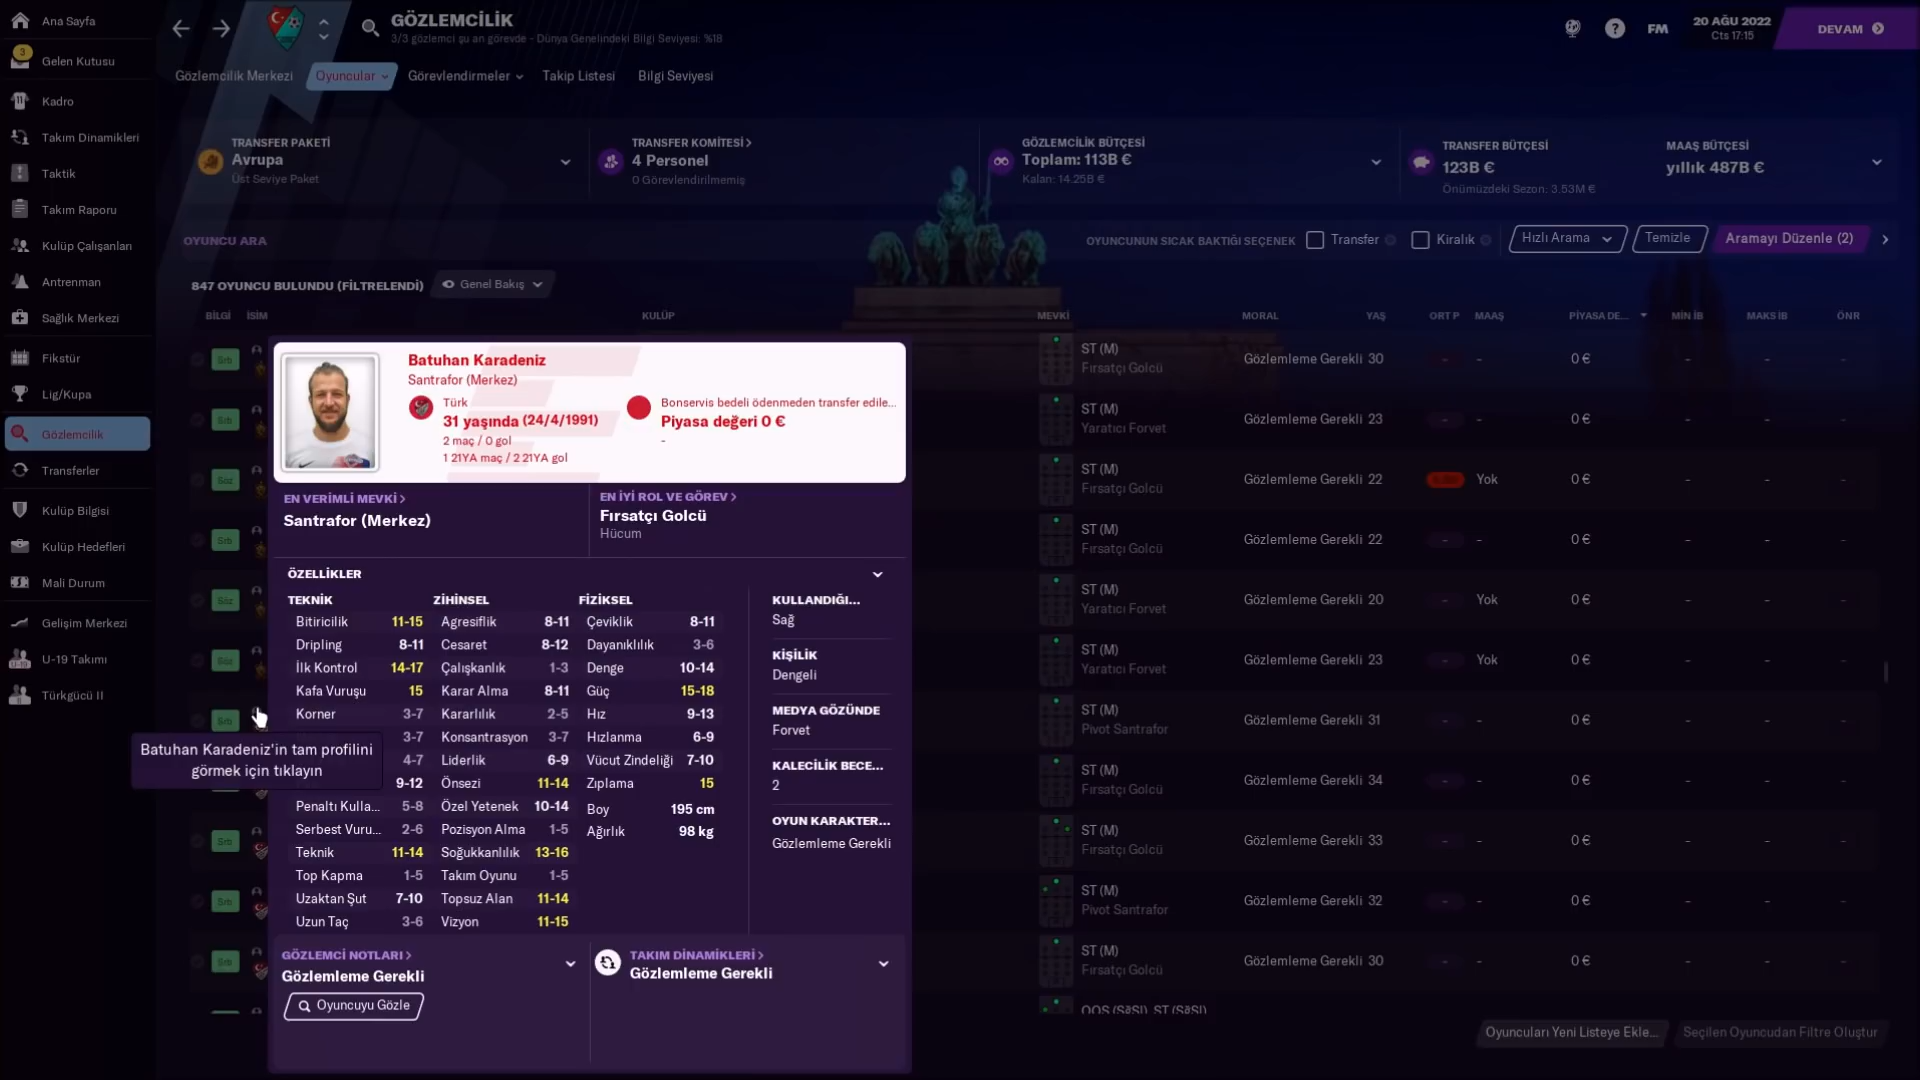 Ana Sayfa
3
Gelen Kutusu
Kadro
Takım Dinamikleri
Taktik
Takım Raporu
Kulüp Çalışanları
Antrenman
Sağlık Merkezi
Fikstür
Lig/Kupa
Gözlemcilik
Transferler
Kulüp Bilgisi
Kulüp Hedefleri
Mali Durum
Gelişim Merkezi
U-19 Takımı
Türkgücü II
GÖZLEMCİLİK
3/3 gözlemci şu an görevde - Dünya Genelindeki Bilgi Seviyesi: %18
FM
20 AĞU 2022
Cts 17:15
DEVAM
Gözlemcilik Merkezi
Oyuncular
Görevlendirmeler
Takip Listesi
Bilgi Seviyesi
TRANSFER PAKETİ
Avrupa
Üst Seviye Paket
TRANSFER KOMİTESİ >
4 Personel
0 Görevlendirilmemiş
GÖZLEMCİLİK BÜTÇESİ
Toplam: 113B €
Kalan: 14.25B €
TRANSFER BÜTÇESİ
123B €
Önümüzdeki Sezon: 3.53M €
MAAŞ BÜTÇESİ
yıllık 487B €
OYUNCU ARA
OYUNCUNUN SICAK BAKTIĞI SEÇENEK
Transfer
Kiralık
Hızlı Arama
Temizle
Aramayı Düzenle (2)
847 OYUNCU BULUNDU (FİLTRELENDİ)
Genel Bakış
BİLGİ İSİM KULÜP MEVKİ MORAL YAŞ ORT P MAAŞ PİYASA DE... MİN İB MAKS İB ÖNR
Srb ST (M) Gözlemleme Gerekli 30 - - 0 € - - -
Fırsatçı Golcü
Srb ST (M) Gözlemleme Gerekli 23 - - 0 € - - -
Yaratıcı Forvet
Söz ST (M) Gözlemleme Gerekli 22 Yok 0 € - - -
Fırsatçı Golcü
Srb ST (M) Gözlemleme Gerekli 22 - - 0 € - - -
Fırsatçı Golcü
Söz ST (M) Gözlemleme Gerekli 20 - Yok 0 € - - -
Yaratıcı Forvet
Söz ST (M) Gözlemleme Gerekli 23 - Yok 0 € - - -
Yaratıcı Forvet
Srb ST (M) Gözlemleme Gerekli 31 - - 0 € - - -
Pivot Santrafor
ST (M) Gözlemleme Gerekli 34 - - 0 € - - -
Fırsatçı Golcü
Srb ST (M) Gözlemleme Gerekli 33 - - 0 € - - -
Fırsatçı Golcü
Srb ST (M) Gözlemleme Gerekli 32 - - 0 € - - -
Pivot Santrafor
Srb ST (M) Gözlemleme Gerekli 30 - - 0 € - - -
Fırsatçı Golcü
Batuhan Karadeniz
Santrafor (Merkez)
Türk
31 yaşında (24/4/1991)
2 maç / 0 gol
1 21YA maç / 2 21YA gol
Bonservis bedeli ödenmeden transfer edile...
Piyasa değeri 0 €
-
EN VERİMLİ MEVKİ >
Santrafor (Merkez)
EN İYİ ROL VE GÖREV >
Fırsatçı Golcü
Hücum
ÖZELLİKLER
TEKNİK
Bitiricilik 11-15
Dripling 8-11
İlk Kontrol 14-17
Kafa Vuruşu 15
Korner 3-7
3-7
4-7
9-12
Penaltı Kulla... 5-8
Serbest Vuru... 2-6
Teknik 11-14
Top Kapma 1-5
Uzaktan Şut 7-10
Uzun Taç 3-6
ZİHİNSEL
Agresiflik 8-11
Cesaret 8-12
Çalışkanlık 1-3
Karar Alma 8-11
Kararlılık 2-5
Konsantrasyon 3-7
Liderlik 6-9
Önsezi 11-14
Özel Yetenek 10-14
Pozisyon Alma 1-5
Soğukkanlılık 13-16
Takım Oyunu 1-5
Topsuz Alan 11-14
Vizyon 11-15
FİZİKSEL
Çeviklik 8-11
Dayanıklılık 3-6
Denge 10-14
Güç 15-18
Hız 9-13
Hızlanma 6-9
Vücut Zindeliği 7-10
Zıplama 15
Boy 195 cm
Ağırlık 98 kg
KULLANDIĞI...
Sağ
KİŞİLİK
Dengeli
MEDYA GÖZÜNDE
Forvet
KALECİLİK BECE...
2
OYUN KARAKTER...
Gözlemleme Gerekli
Batuhan Karadeniz'in tam profilini
görmek için tıklayın
GÖZLEMCİ NOTLARI >
Gözlemleme Gerekli
Oyuncuyu Gözle
TAKIM DİNAMİKLERİ >
Gözlemleme Gerekli
Oyuncuları Yeni Listeye Ekle...
Seçilen Oyuncudan Filtre Oluştur